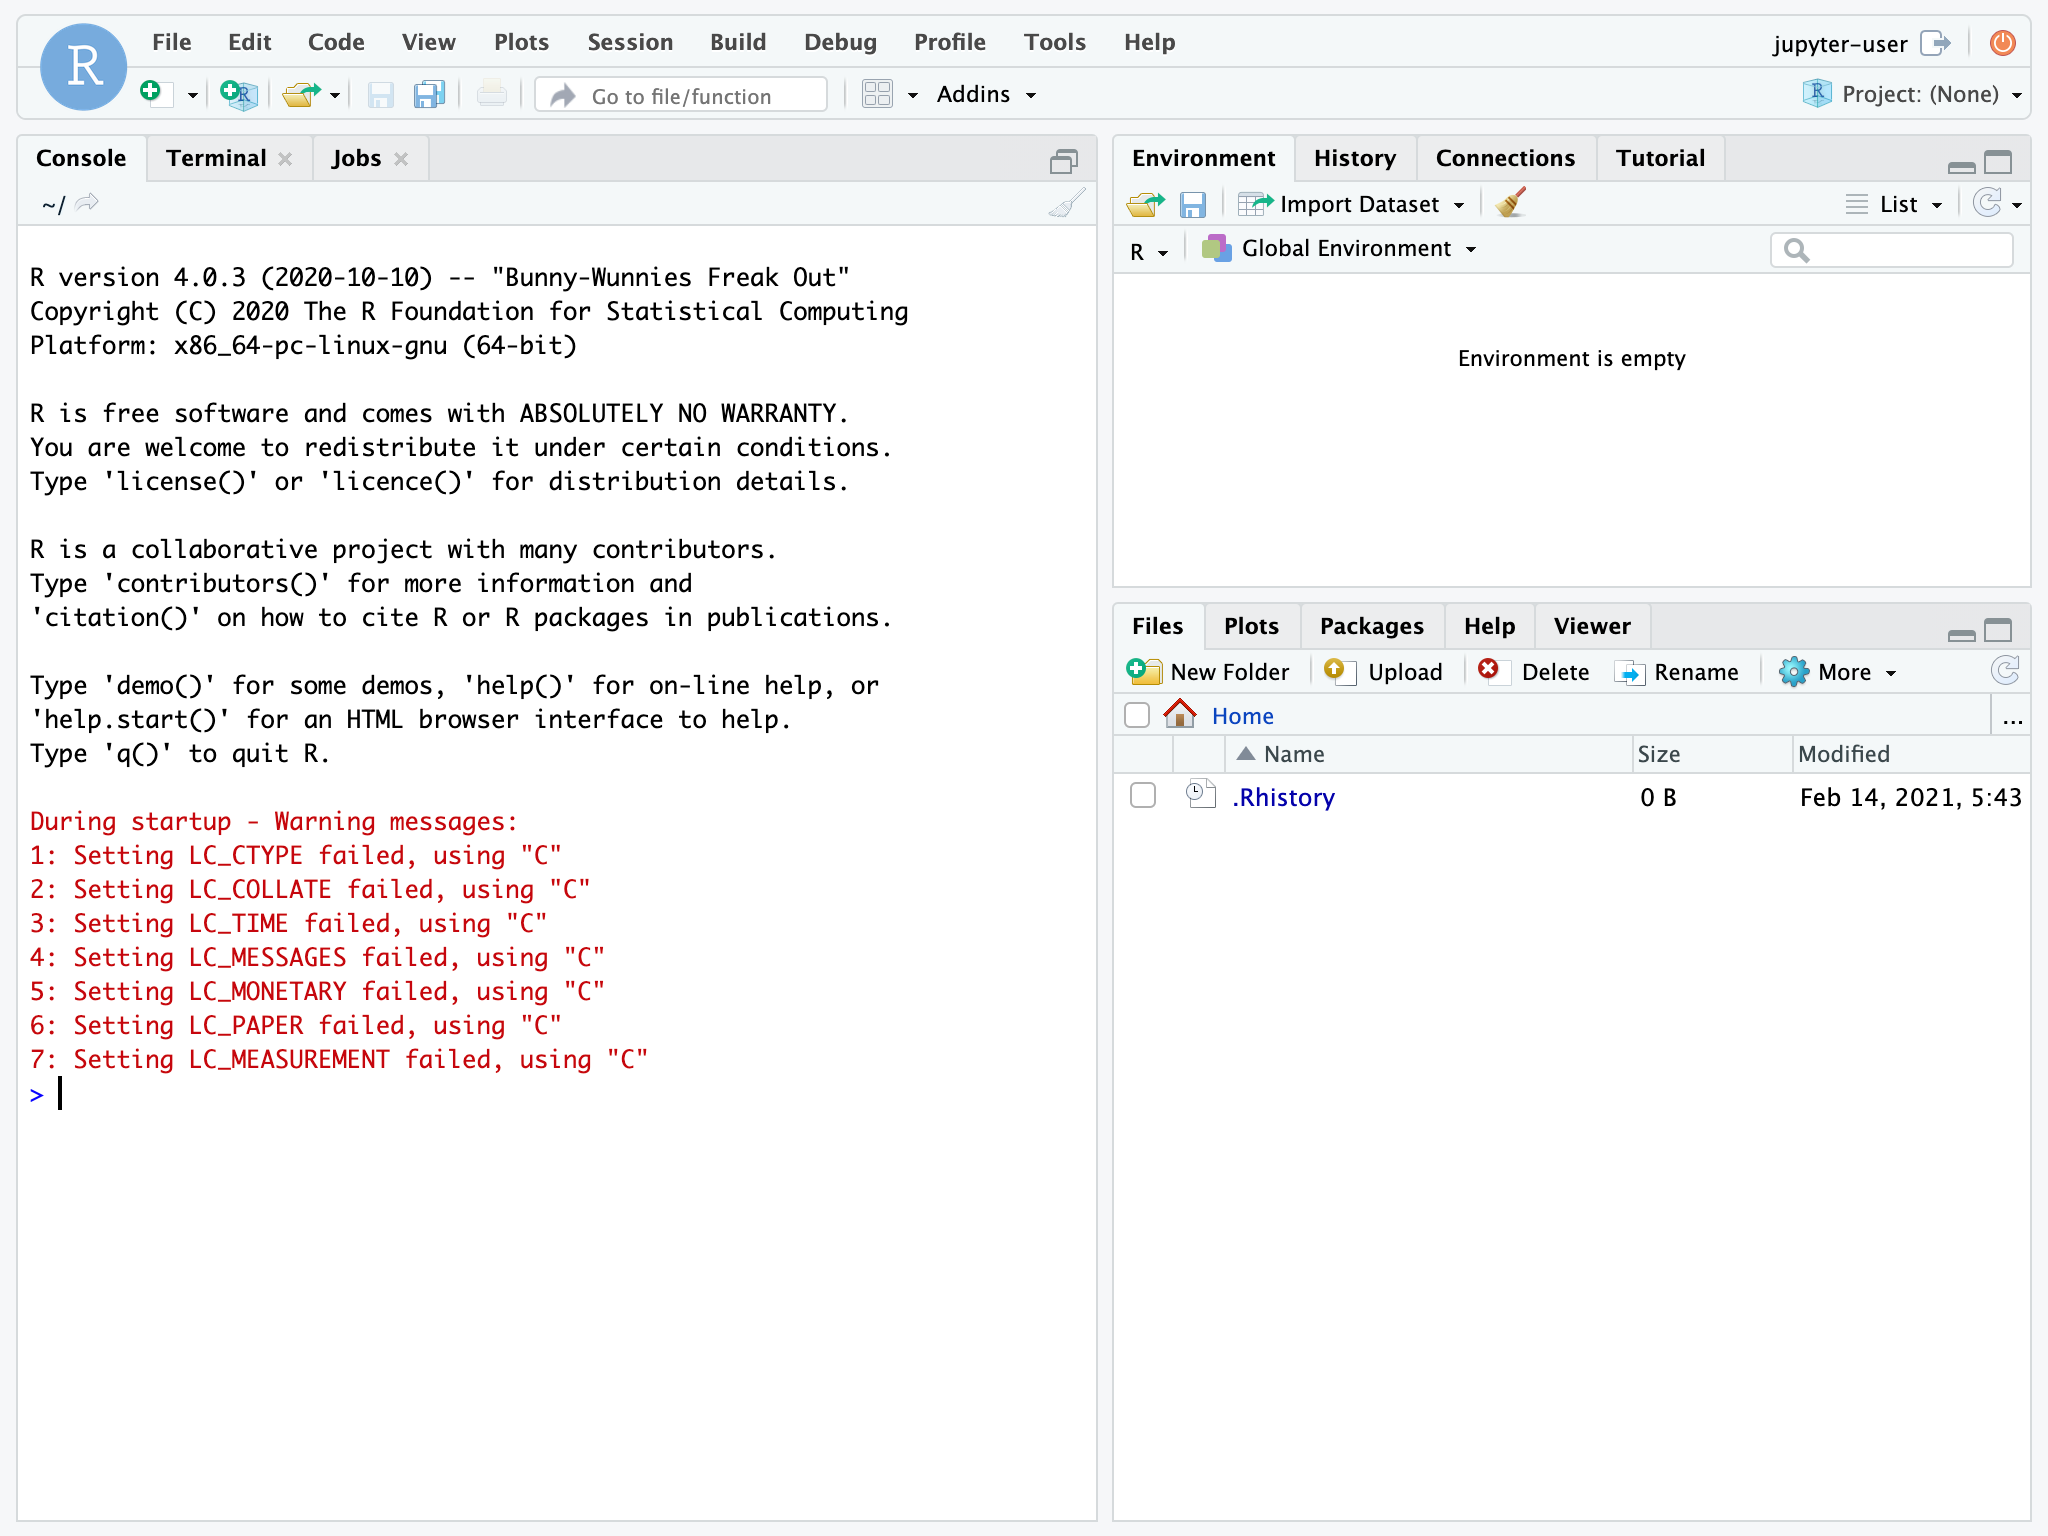 R
File Edit Code View Plots Session Build Debug Profile Tools Help
jupyter-user
Go to file/function
Addins
Project: (None)
Console Terminal Jobs
~/
R version 4.0.3 (2020-10-10) -- "Bunny-Wunnies Freak Out"
Copyright (C) 2020 The R Foundation for Statistical Computing
Platform: x86_64-pc-linux-gnu (64-bit)
R is free software and comes with ABSOLUTELY NO WARRANTY.
You are welcome to redistribute it under certain conditions.
Type 'license()' or 'licence()' for distribution details.
R is a collaborative project with many contributors.
Type 'contributors()' for more information and
'citation()' on how to cite R or R packages in publications.
Type 'demo()' for some demos, 'help()' for on-line help, or
'help.start()' for an HTML browser interface to help.
Type 'q()' to quit R.
During startup - Warning messages:
1: Setting LC_CTYPE failed, using "C"
2: Setting LC_COLLATE failed, using "C"
3: Setting LC_TIME failed, using "C"
4: Setting LC_MESSAGES failed, using "C"
5: Setting LC_MONETARY failed, using "C"
6: Setting LC_PAPER failed, using "C"
7: Setting LC_MEASUREMENT failed, using "C"
>
Environment History Connections Tutorial
Import Dataset List
R Global Environment
Environment is empty
Files Plots Packages Help Viewer
New Folder Upload Delete Rename More
Home ...
Name Size Modified
.Rhistory 0 B Feb 14, 2021, 5:43